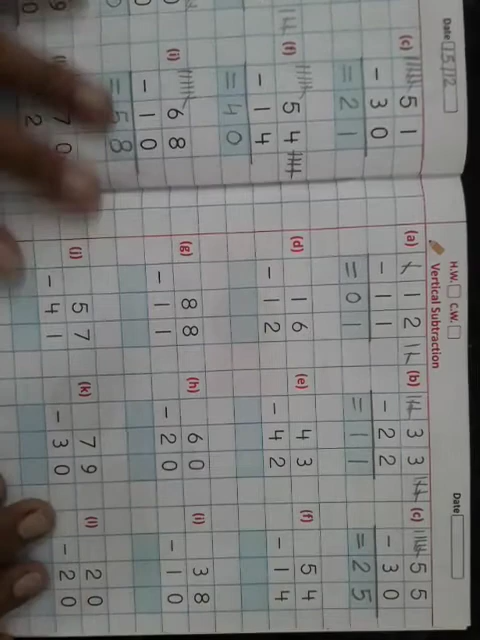 Date 15/12
(c) 5 1
- 3 0
= 2 1
(f) 5 4
- 1 4
= 4 0
(i) 6 8
- 1 0
= 5 8
7 0
2
H.W. C.W. Date
Vertical Subtraction
(a) 1 2 (b) 3 3 (c) 5 5
- 1 1 - 2 2 - 3 0
= 0 1 = 1 1 = 2 5
(d) 1 6 (e) 4 3 (f) 5 4
- 1 2 - 4 2 - 1 4
(g) 8 8 (h) 6 0 (i) 3 8
- 1 1 - 2 0 - 1 0
(j) 5 7 (k) 7 9 (l) 2 0
- 4 1 - 3 0 - 2 0